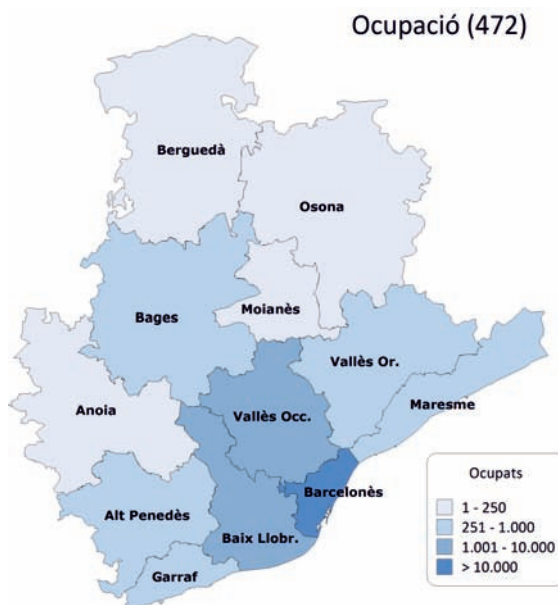 Ocupació (472)
Berguedà
Osona
Moianès
Bages
Vallès Or.
Anoia
Vallès Occ.
Maresme
Barcelonès
Alt Penedès
Baix Llobr.
Garraf
Ocupats
1 - 250
251 - 1.000
1.001 - 10.000
> 10.000